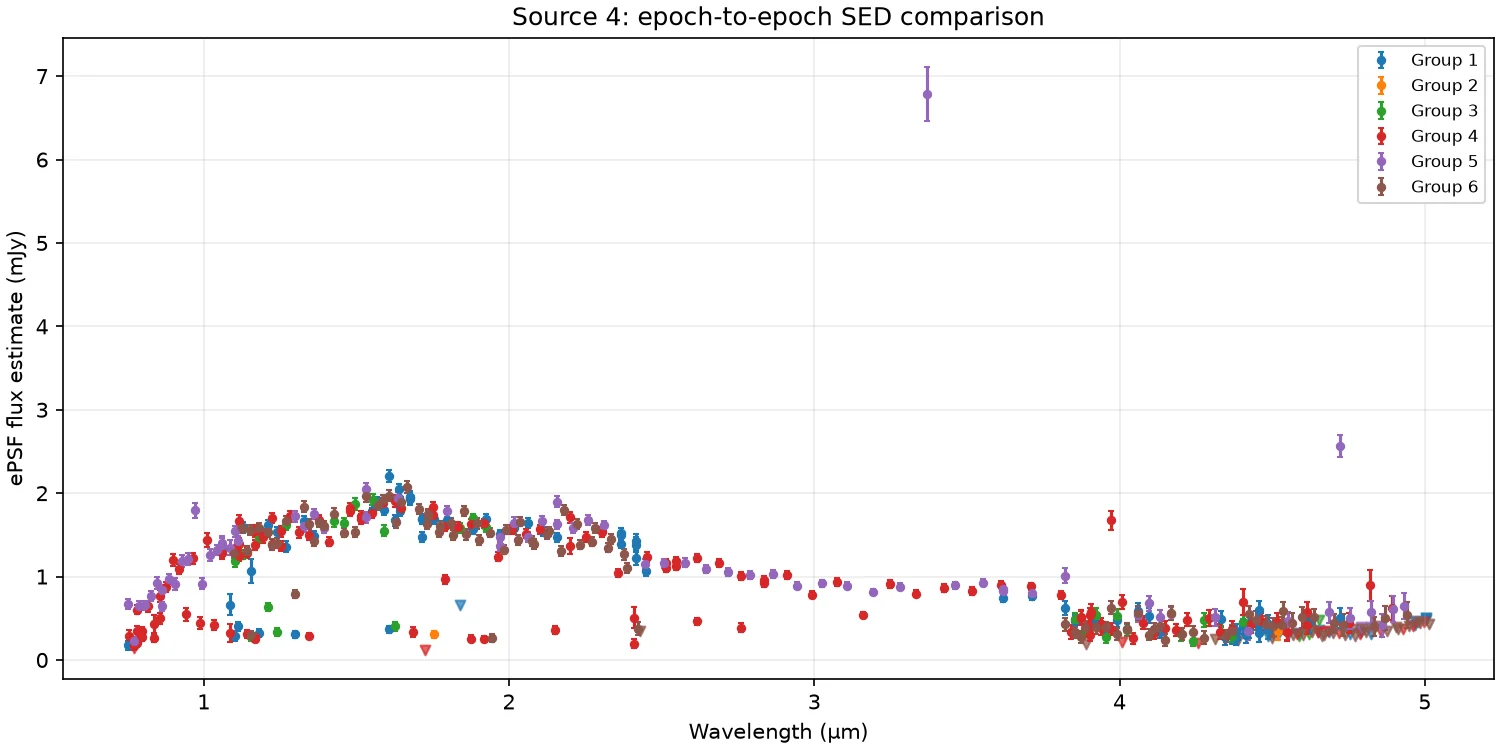 Source 4: epoch-to-epoch SED comparison
ePSF flux estimate (mJy)
7
6
5
4
3
2
1
0
Group 1
Group 2
Group 3
Group 4
Group 5
Group 6
1 2 3 4 5
Wavelength (μm)